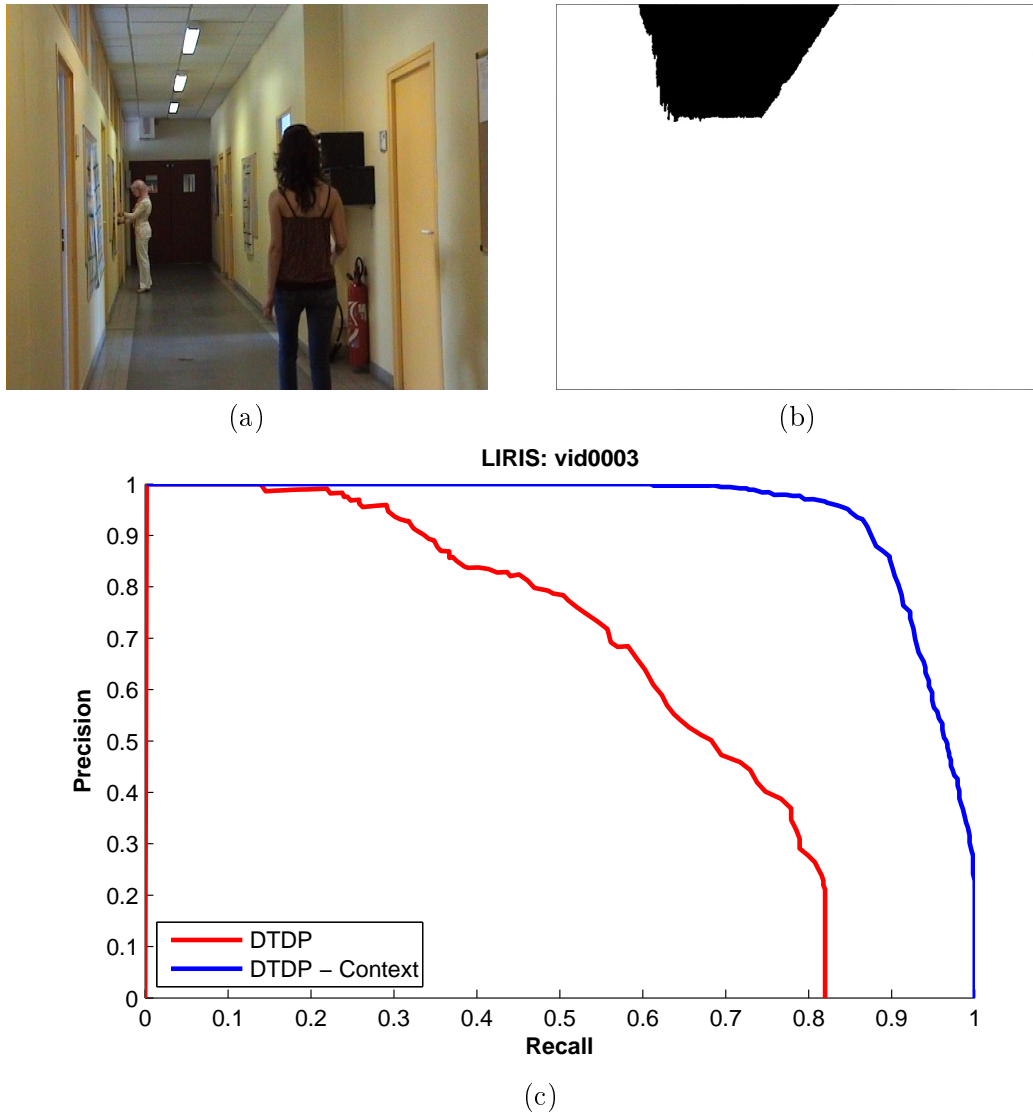 (a)
(b)
LIRIS: vid0003
Precision
1
0.9
0.8
0.7
0.6
0.5
0.4
0.3
0.2
0.1
0
DTDP
DTDP – Context
0 0.1 0.2 0.3 0.4 0.5 0.6 0.7 0.8 0.9 1
Recall
(c)